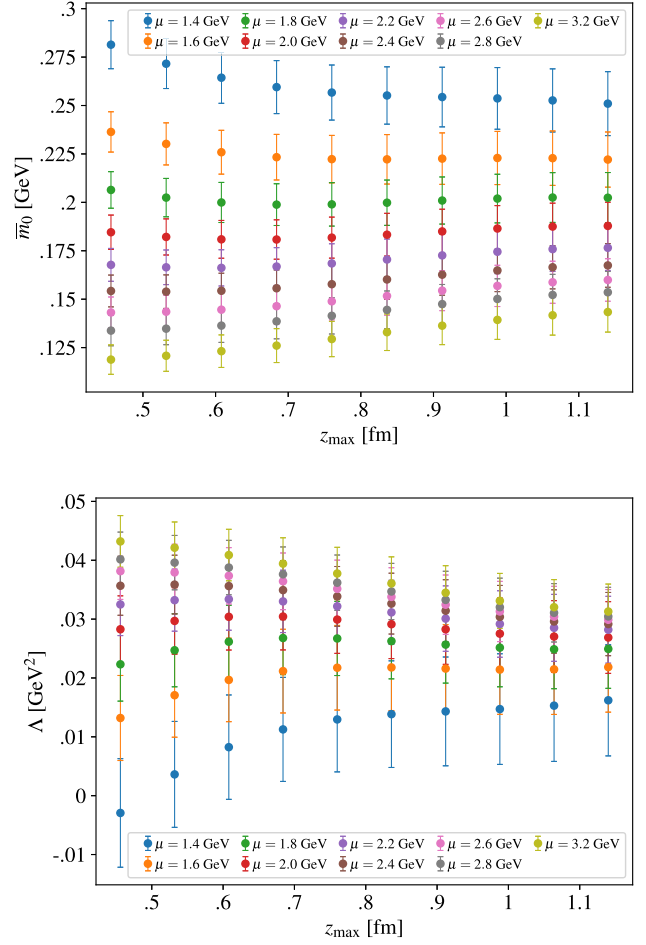 .3
μ = 1.4 GeV μ = 1.8 GeV μ = 2.2 GeV μ = 2.6 GeV μ = 3.2 GeV
μ = 1.6 GeV μ = 2.0 GeV μ = 2.4 GeV μ = 2.8 GeV
.275
.25
.225
.2
.175
.15
.125
m̅₀ [GeV]
.5 .6 .7 .8 .9 1 1.1
z_max [fm]
.05
.04
.03
.02
.01
0
-.01
Λ [GeV²]
μ = 1.4 GeV μ = 1.8 GeV μ = 2.2 GeV μ = 2.6 GeV μ = 3.2 GeV
μ = 1.6 GeV μ = 2.0 GeV μ = 2.4 GeV μ = 2.8 GeV
.5 .6 .7 .8 .9 1 1.1
z_max [fm]